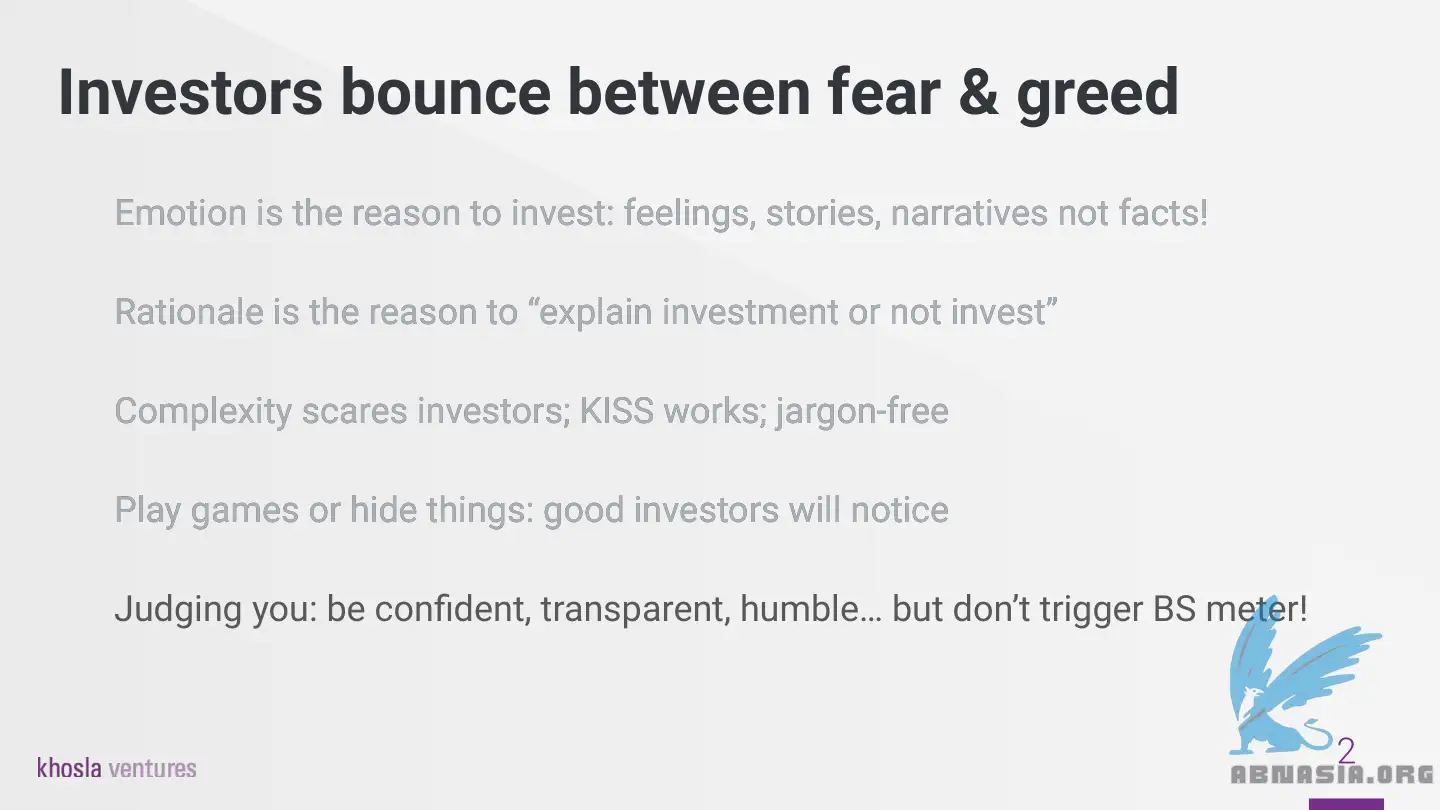 Investors bounce between fear & greed
Emotion is the reason to invest: feelings, stories, narratives not facts!
Rationale is the reason to “explain investment or not invest”
Complexity scares investors; KISS works; jargon-free
Play games or hide things: good investors will notice
Judging you: be confident, transparent, humble… but don’t trigger BS meter!
khosla ventures
2
ABNASIA.ORG